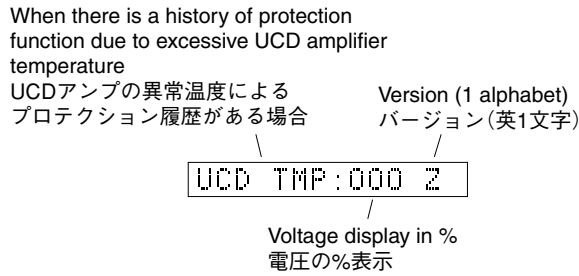 When there is a history of protection
function due to excessive UCD amplifier
temperature
UCDアンプの異常温度による
プロテクション履歴がある場合
Version (1 alphabet)
バージョン（英1文字）
UCD TMP:000 Z
Voltage display in %
電圧の%表示